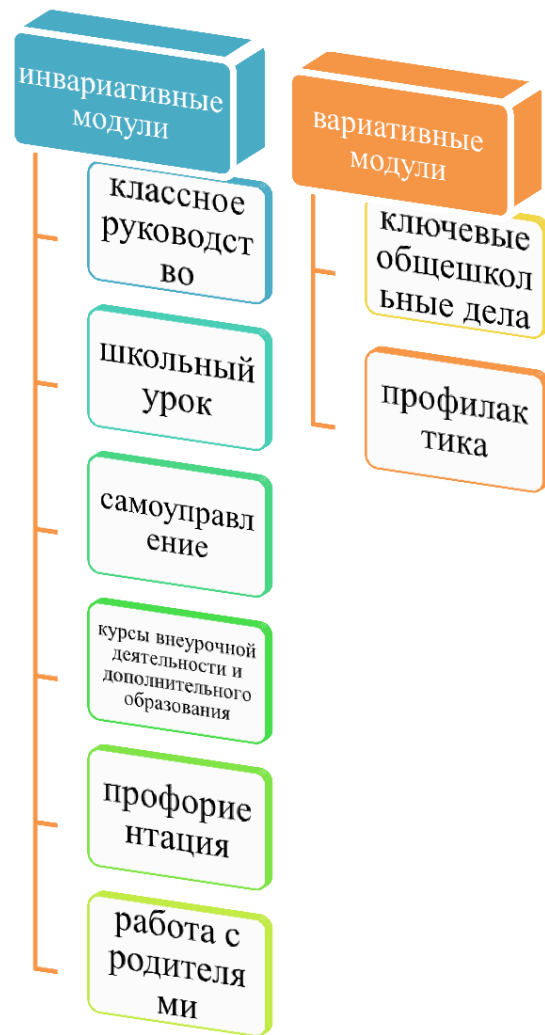 инвариативные
модули
классное
руководст
во
школьный
урок
самоуправл
ение
курсы внеурочной
деятельности и
дополнительного
образования
профорие
нтация
работа с
родителя
ми
вариативные
модули
ключевые
общешкол
ьные дела
профилак
тика